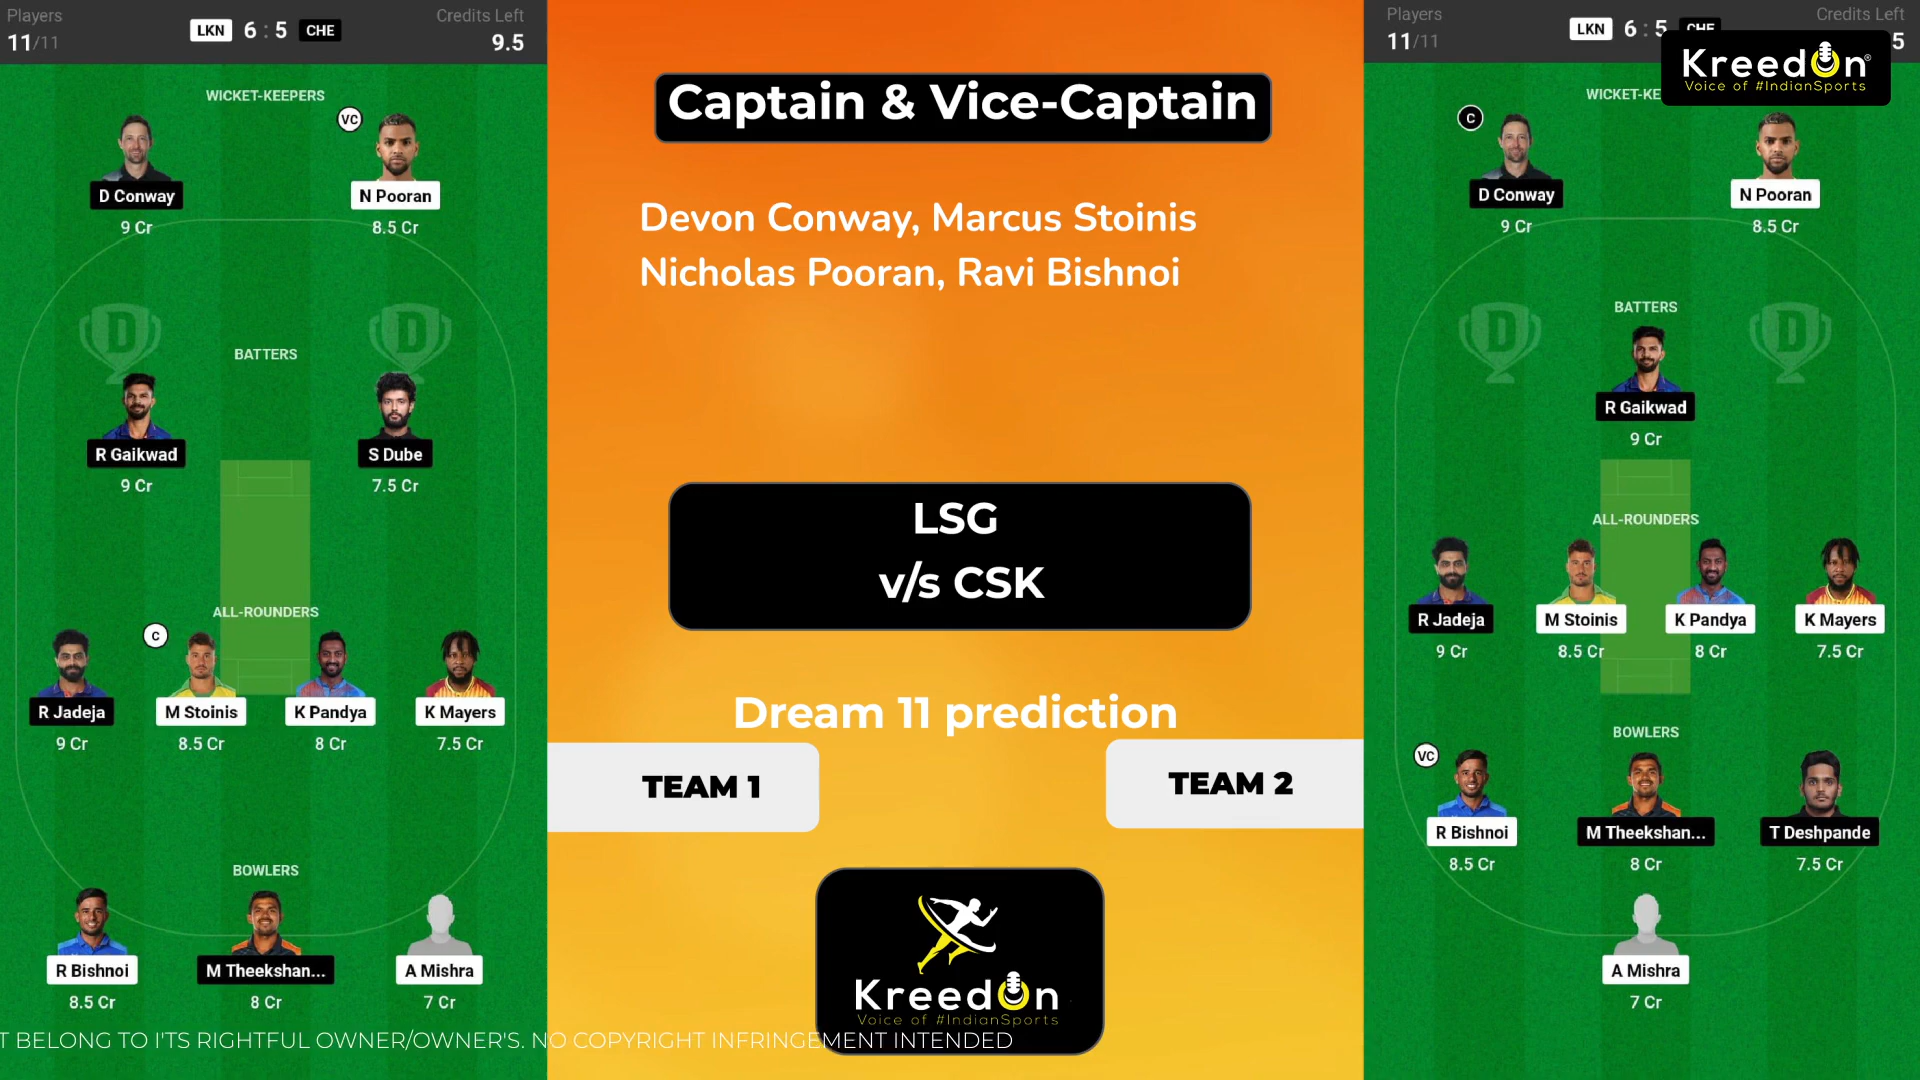 Players
11/11
LKN 6 : 5 CHE
Credits Left
9.5
WICKET-KEEPERS
VC
D Conway
9 Cr
N Pooran
8.5 Cr
BATTERS
R Gaikwad
9 Cr
S Dube
7.5 Cr
ALL-ROUNDERS
C
R Jadeja
9 Cr
M Stoinis
8.5 Cr
K Pandya
8 Cr
K Mayers
7.5 Cr
BOWLERS
R Bishnoi
8.5 Cr
M Theekshan...
8 Cr
A Mishra
7 Cr
Captain & Vice-Captain
Devon Conway, Marcus Stoinis
Nicholas Pooran, Ravi Bishnoi
LSG
v/s CSK
Dream 11 prediction
TEAM 1
TEAM 2
KreedOn
Voice of #IndianSports
T BELONG TO I'TS RIGHTFUL OWNER/OWNER'S. NO COPYRIGHT INFRINGEMENT INTENDED
Players
11/11
LKN 6 : 5 CHE
Credits Left
5
KreedOn®
Voice of #IndianSports
WICKET-KE
C
D Conway
9 Cr
N Pooran
8.5 Cr
BATTERS
R Gaikwad
9 Cr
ALL-ROUNDERS
R Jadeja
9 Cr
M Stoinis
8.5 Cr
K Pandya
8 Cr
K Mayers
7.5 Cr
BOWLERS
VC
R Bishnoi
8.5 Cr
M Theekshan...
8 Cr
T Deshpande
7.5 Cr
A Mishra
7 Cr